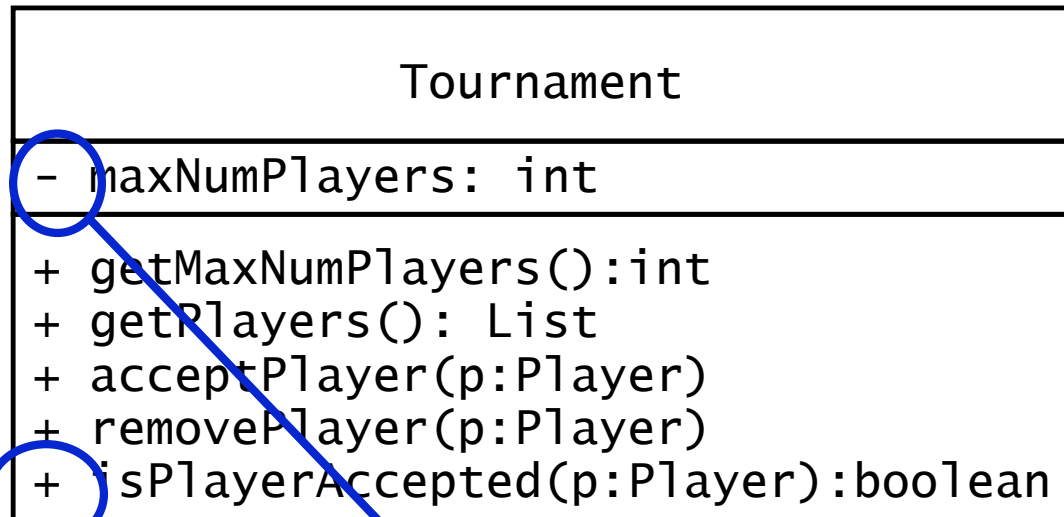 Tournament
- maxNumPlayers: int
+ getMaxNumPlayers():int
+ getPlayers(): List
+ acceptPlayer(p:Player)
+ removePlayer(p:Player)
+ isPlayerAccepted(p:Player):boolean